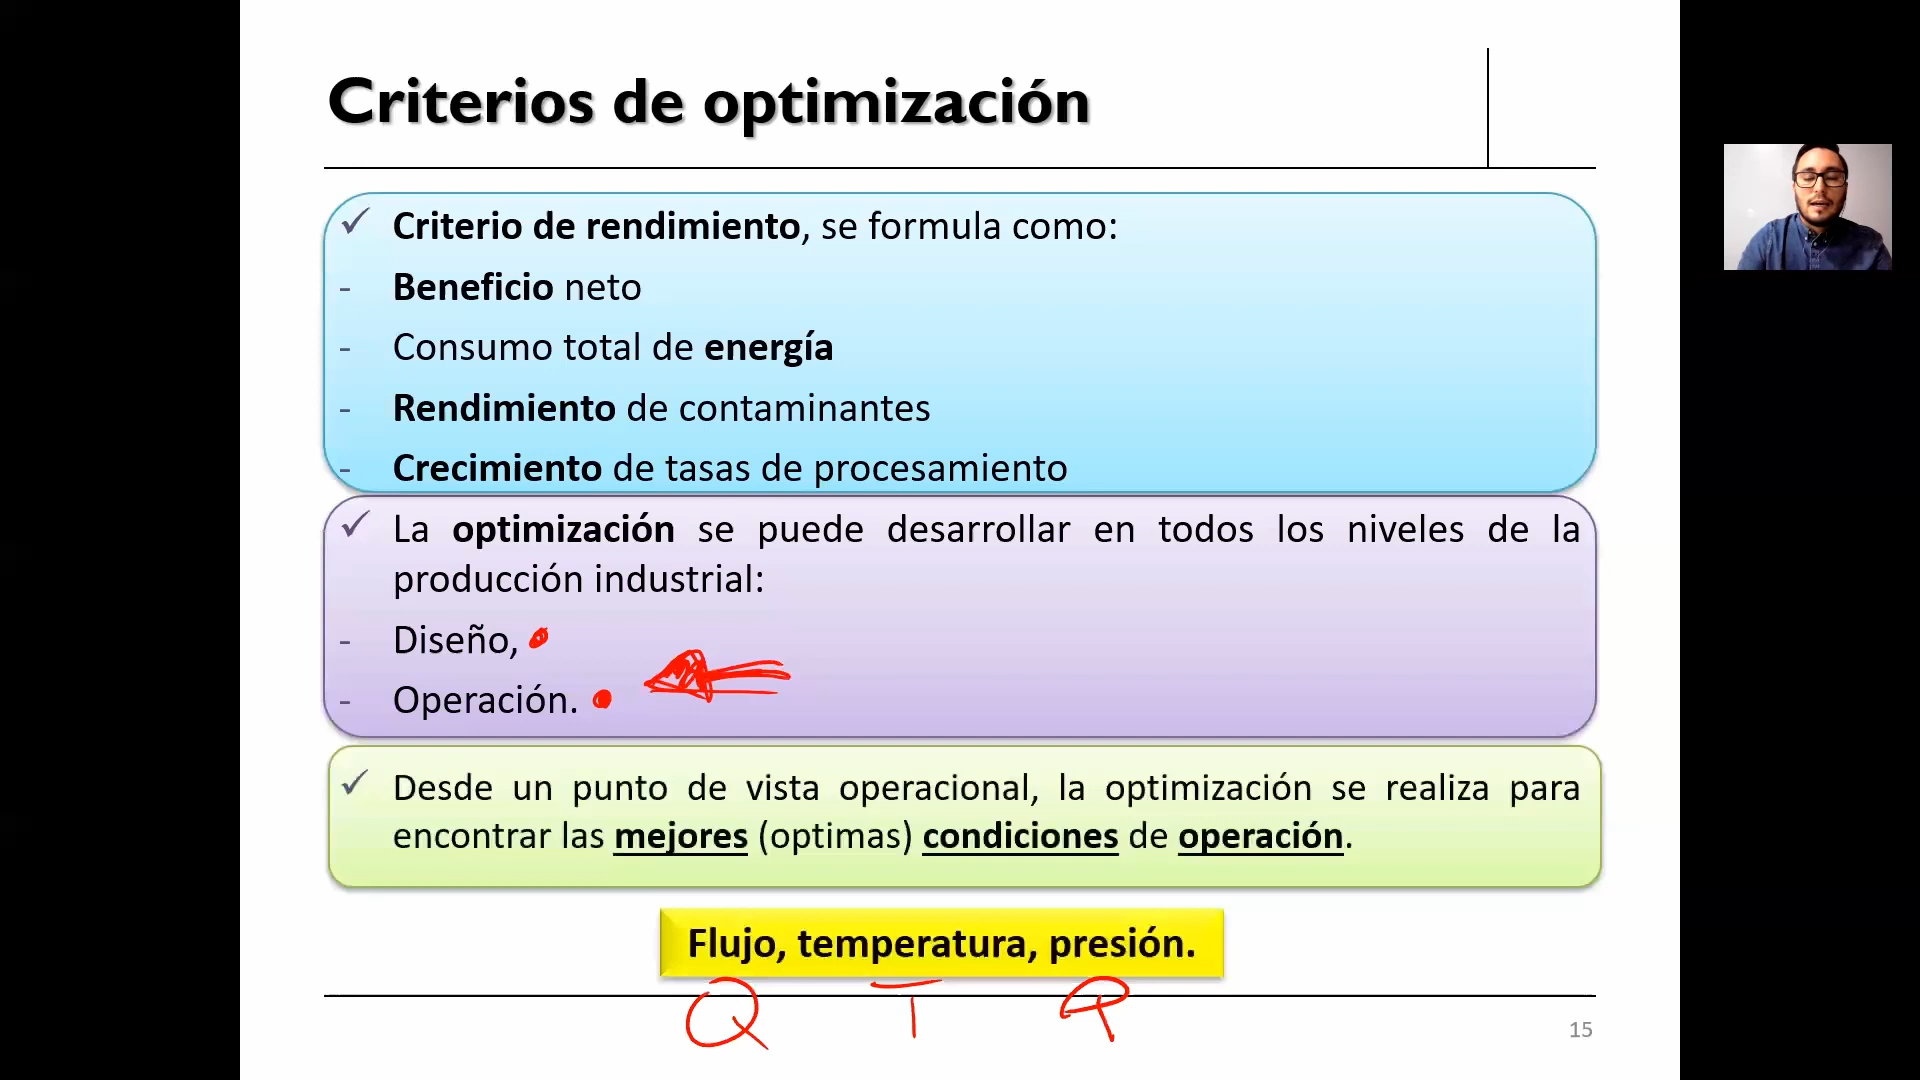 Criterios de optimización
✓ Criterio de rendimiento, se formula como:
- Beneficio neto
- Consumo total de energía
- Rendimiento de contaminantes
- Crecimiento de tasas de procesamiento
✓ La optimización se puede desarrollar en todos los niveles de la
producción industrial:
- Diseño,
- Operación.
✓ Desde un punto de vista operacional, la optimización se realiza para
encontrar las mejores (optimas) condiciones de operación.
Flujo, temperatura, presión.
Q T P
15